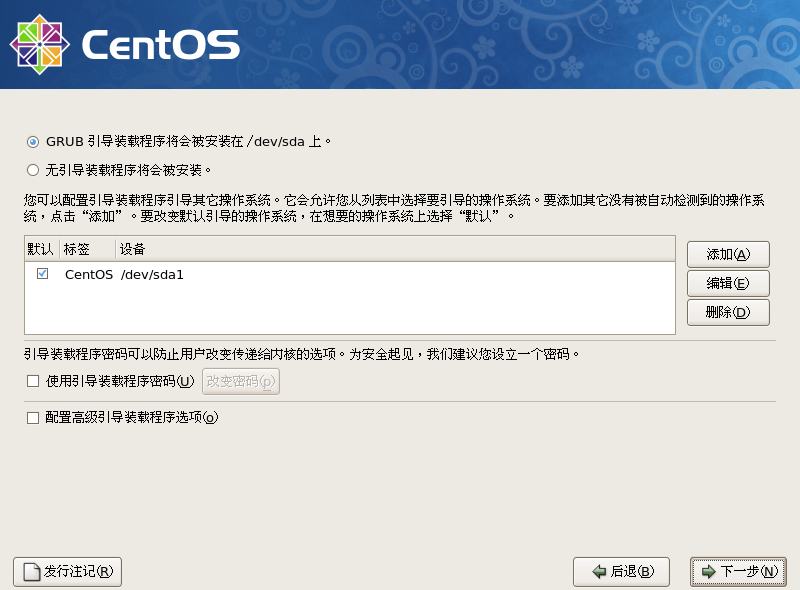 CentOS
GRUB 引导装载程序将会被安装在 /dev/sda 上。
无引导装载程序将会被安装。
您可以配置引导装载程序引导其它操作系统。它会允许您从列表中选择要引导的操作系统。要添加其它没有被自动检测到的操作系
统，点击“添加”。要改变默认引导的操作系统，在想要的操作系统上选择“默认”。
默认 标签 设备
CentOS /dev/sda1
添加(A)
编辑(E)
删除(D)
引导装载程序密码可以防止用户改变传递给内核的选项。为安全起见，我们建议您设立一个密码。
使用引导装载程序密码(U) 改变密码(p)
配置高级引导装载程序选项(o)
发行注记(R) 后退(B) 下一步(N)